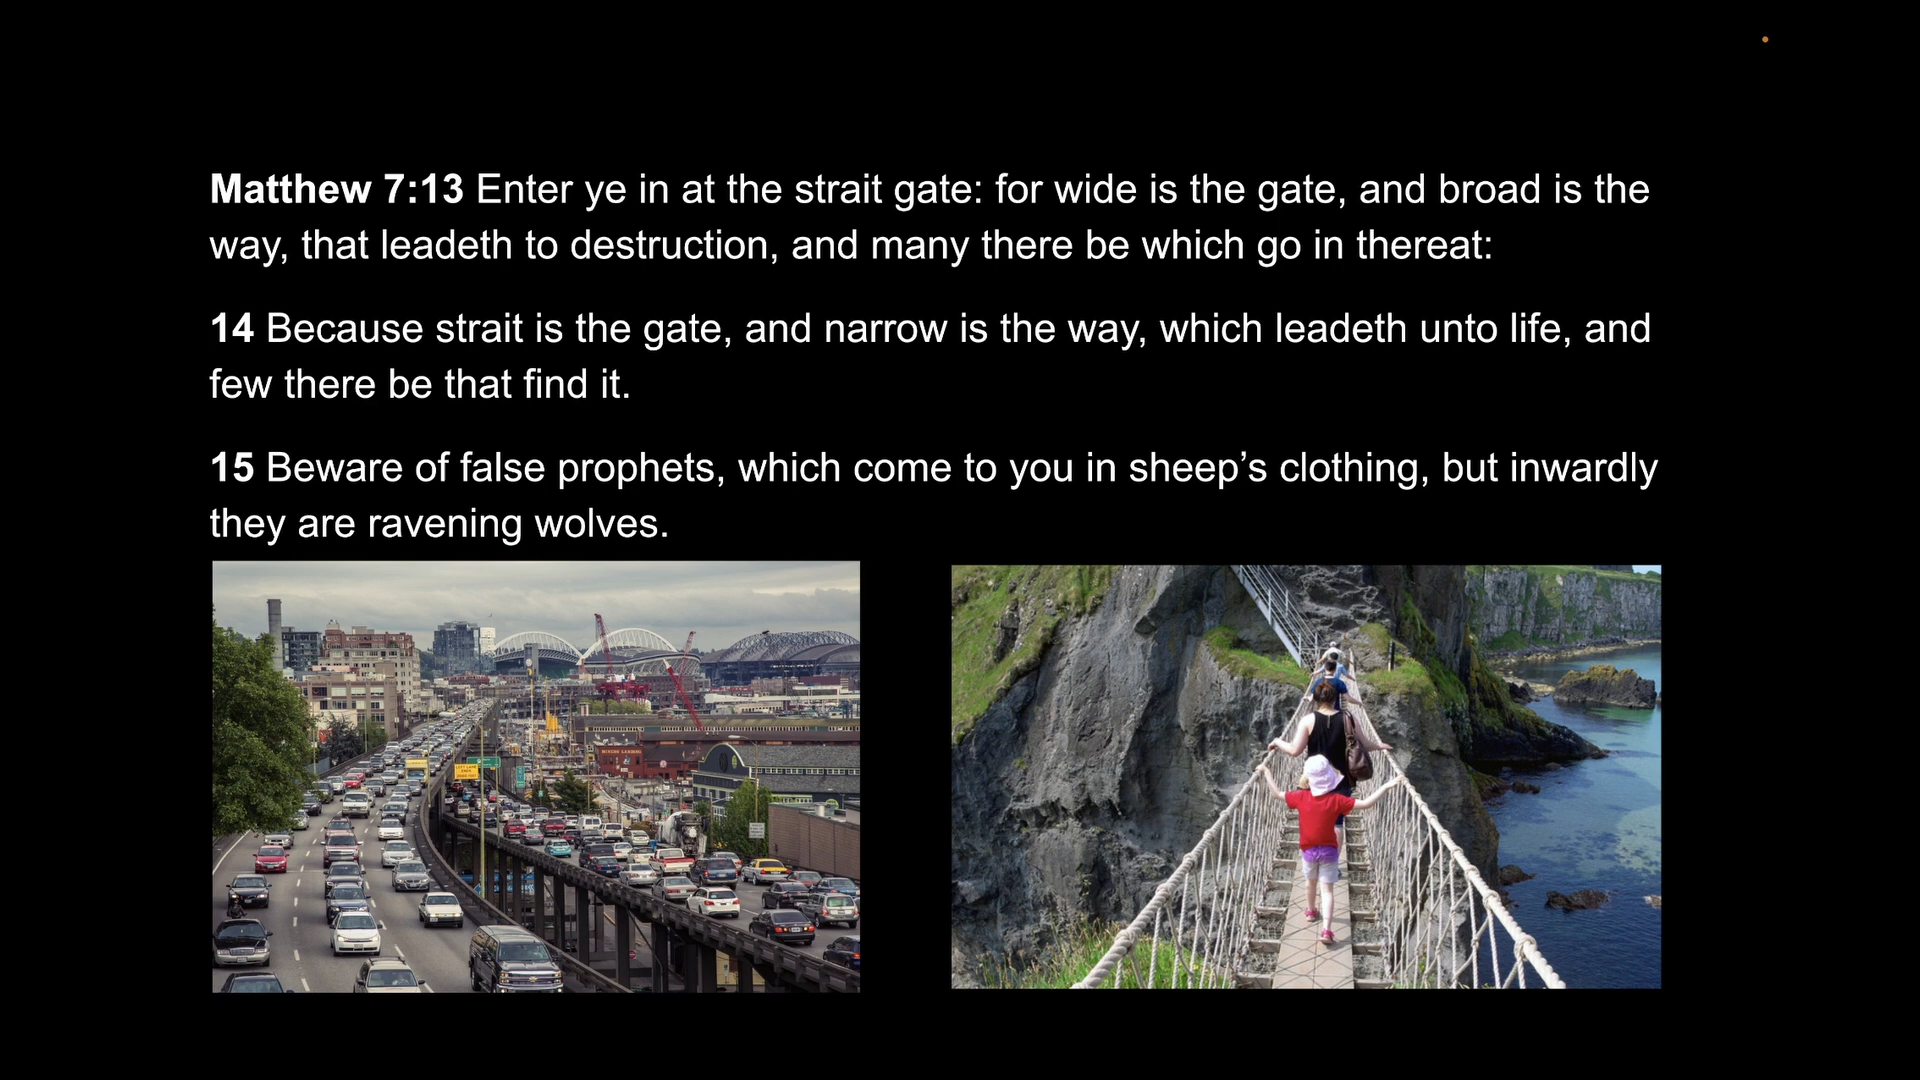 Matthew 7:13 Enter ye in at the strait gate: for wide is the gate, and broad is the
way, that leadeth to destruction, and many there be which go in thereat:
14 Because strait is the gate, and narrow is the way, which leadeth unto life, and
few there be that find it.
15 Beware of false prophets, which come to you in sheep’s clothing, but inwardly
they are ravening wolves.